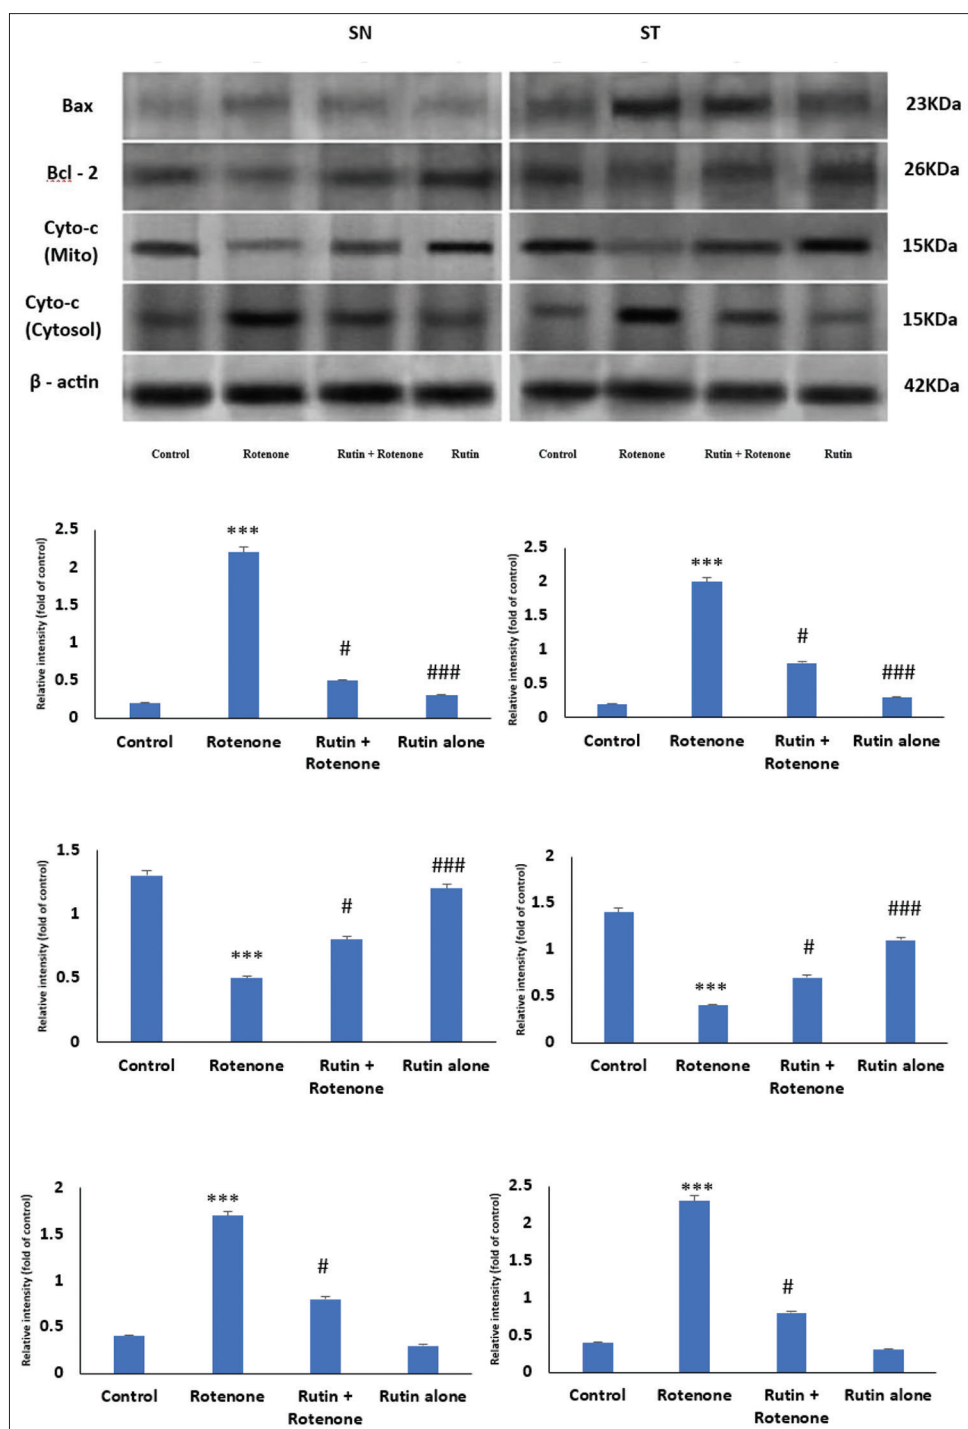 SN ST
Bax 23KDa
Bcl - 2 26KDa
Cyto-c
(Mito) 15KDa
Cyto-c
(Cytosol) 15KDa
β - actin 42KDa
Control Rotenone Rutin + Rotenone Rutin Control Rotenone Rutin + Rotenone Rutin
Relative intensity (fold of control)
2.5
2
1.5
1
0.5
0
***
#
###
Control Rotenone Rutin + Rutin alone
Rotenone
Relative intensity (fold of control)
2.5
2
1.5
1
0.5
0
***
#
###
Control Rotenone Rutin + Rutin alone
Rotenone
Relative intensity (fold of control)
1.5
1
0.5
0
***
#
###
Control Rotenone Rutin + Rutin alone
Rotenone
Relative intensity (fold of control)
2
1.5
1
0.5
0
***
#
###
Control Rotenone Rutin + Rutin alone
Rotenone
Relative intensity (fold of control)
2
1.5
1
0.5
0
***
#
Control Rotenone Rutin + Rutin alone
Rotenone
Relative intensity (fold of control)
2.5
2
1.5
1
0.5
0
***
#
Control Rotenone Rutin + Rutin alone
Rotenone